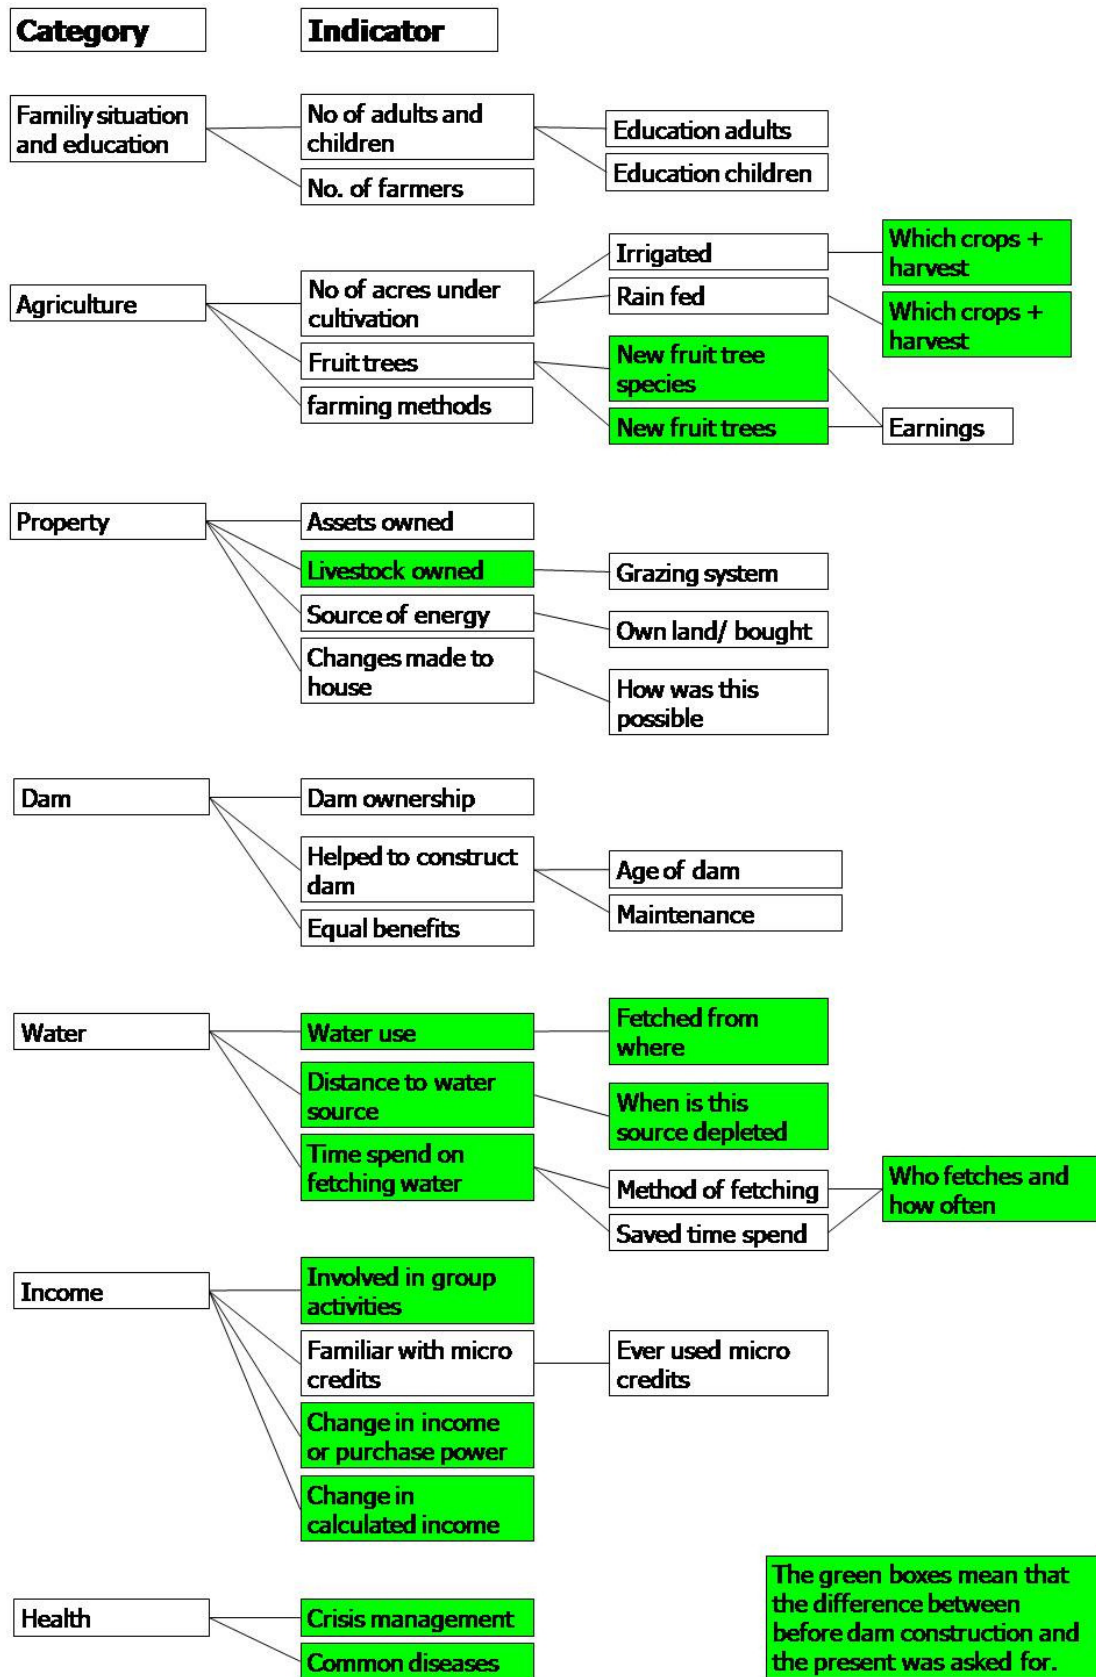 Category
Indicator
Familiy situation
and education
No of adults and
children
Education adults
Education children
No. of farmers
Agriculture
No of acres under
cultivation
Irrigated
Which crops +
harvest
Rain fed
Which crops +
harvest
Fruit trees
New fruit tree
species
New fruit trees
Earnings
farming methods
Property
Assets owned
Livestock owned
Grazing system
Source of energy
Own land/ bought
Changes made to
house
How was this
possible
Dam
Dam ownership
Helped to construct
dam
Age of dam
Maintenance
Equal benefits
Water
Water use
Fetched from
where
Distance to water
source
When is this
source depleted
Time spend on
fetching water
Method of fetching
Saved time spend
Who fetches and
how often
Income
Involved in group
activities
Familiar with micro
credits
Ever used micro
credits
Change in income
or purchase power
Change in
calculated income
Health
Crisis management
Common diseases
The green boxes mean that
the difference between
before dam construction and
the present was asked for.